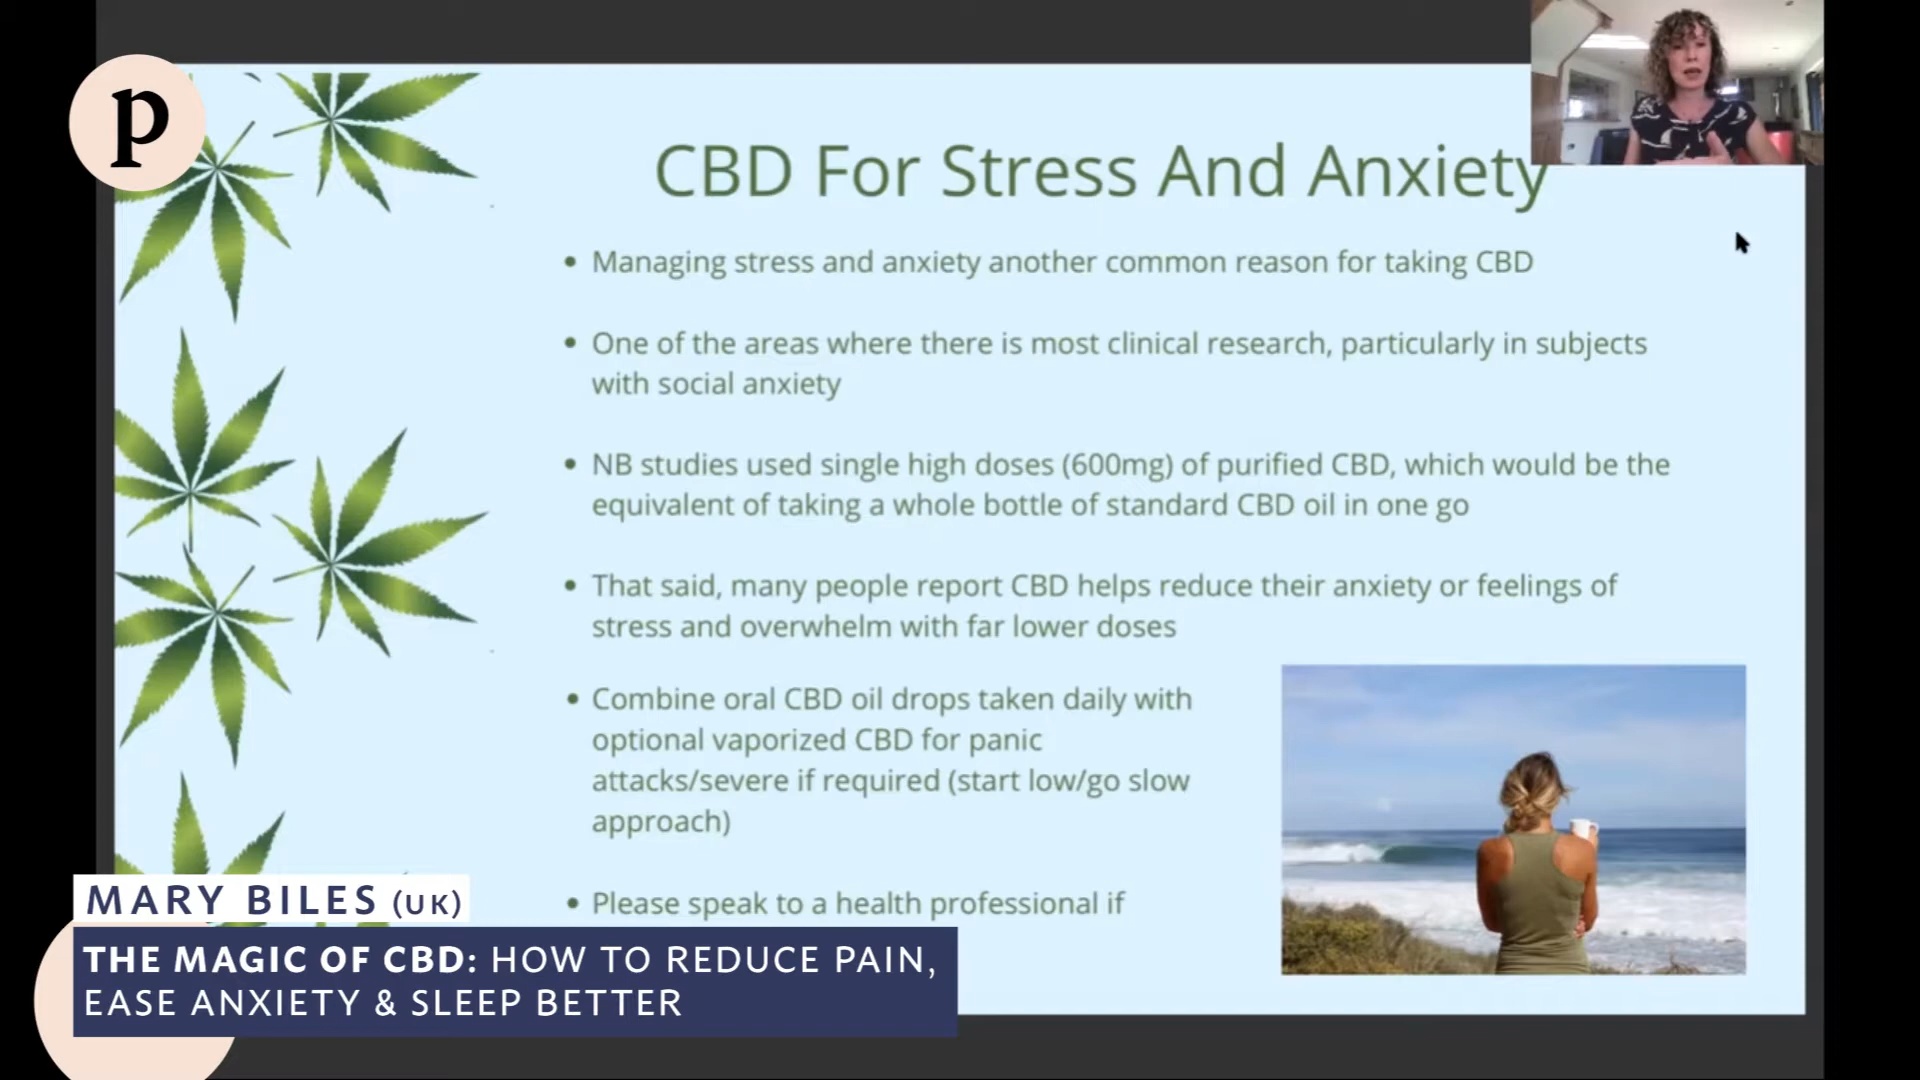 p
CBD For Stress And Anxiety
• Managing stress and anxiety another common reason for taking CBD
• One of the areas where there is most clinical research, particularly in subjects
with social anxiety
• NB studies used single high doses (600mg) of purified CBD, which would be the
equivalent of taking a whole bottle of standard CBD oil in one go
• That said, many people report CBD helps reduce their anxiety or feelings of
stress and overwhelm with far lower doses
• Combine oral CBD oil drops taken daily with
optional vaporized CBD for panic
attacks/severe if required (start low/go slow
approach)
• Please speak to a health professional if
MARY BILES (UK)
THE MAGIC OF CBD: HOW TO REDUCE PAIN,
EASE ANXIETY & SLEEP BETTER